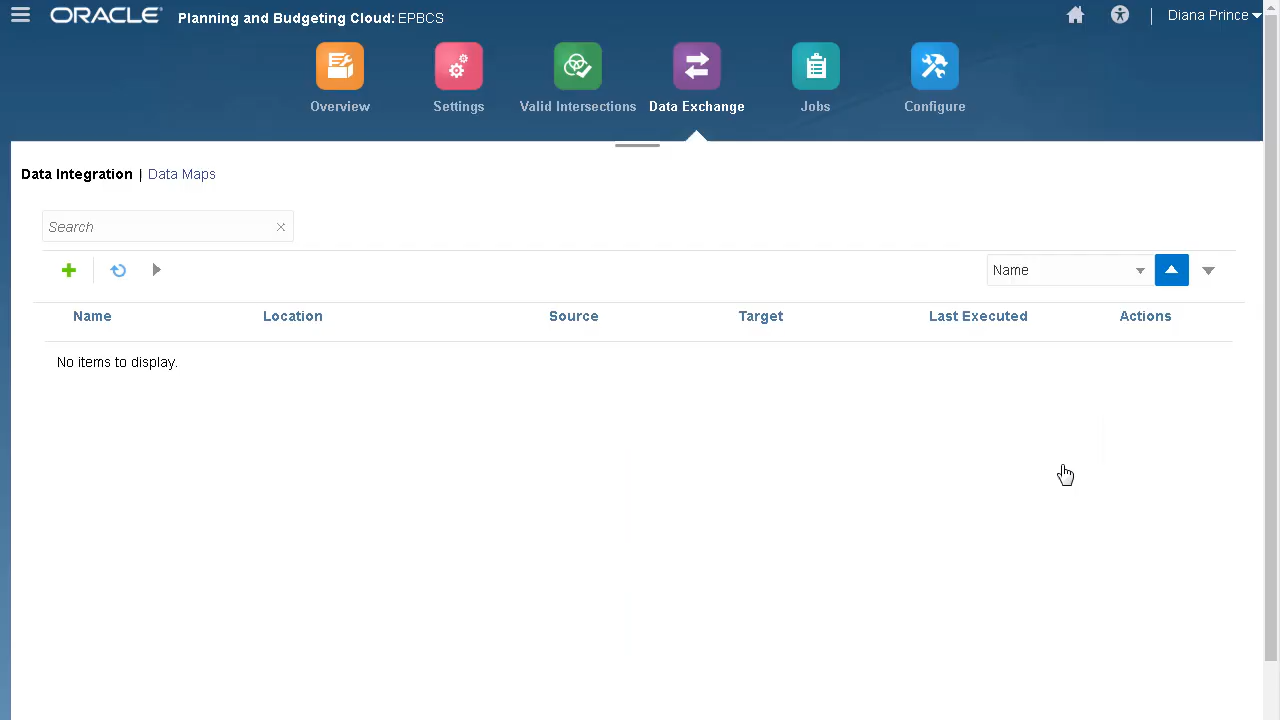 ORACLE Planning and Budgeting Cloud: EPBCS
Diana Prince
Overview Settings Valid Intersections Data Exchange Jobs Configure
Data Integration | Data Maps
Search
Name
Name Location Source Target Last Executed Actions
No items to display.